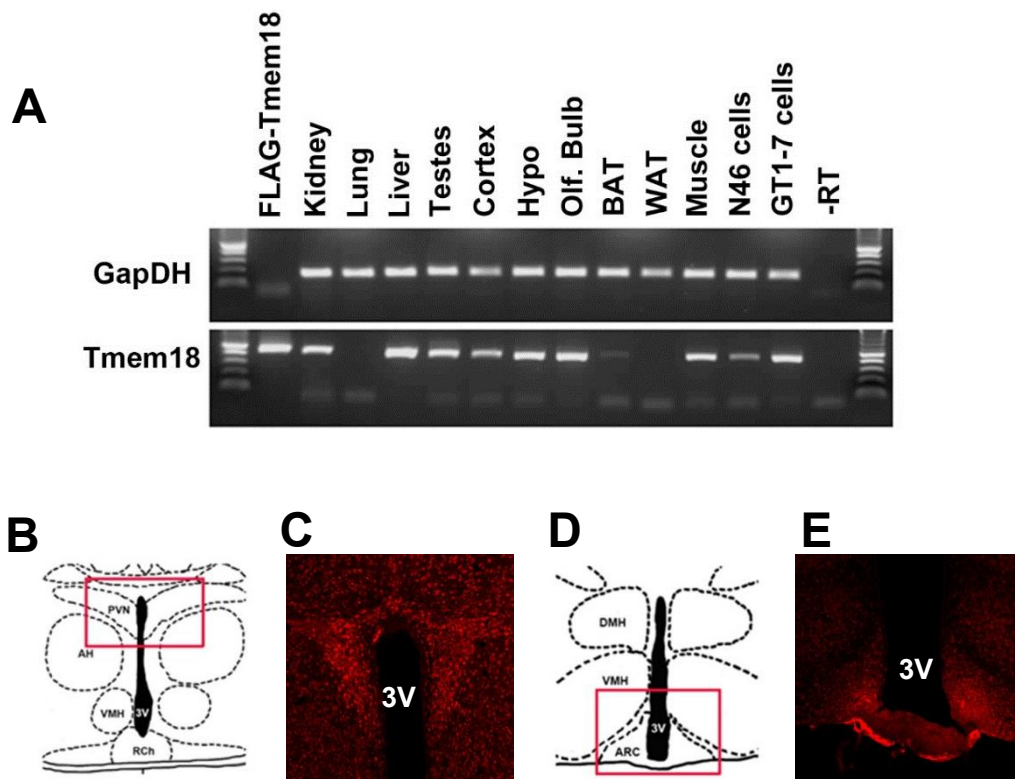 A
FLAG-Tmem18
Kidney
Lung
Liver
Testes
Cortex
Hypo
Olf. Bulb
BAT
WAT
Muscle
N46 cells
GT1-7 cells
-RT
GapDH
Tmem18
B
PVN
AH
VMH
3V
RCh
C
3V
D
DMH
VMH
3V
ARC
E
3V